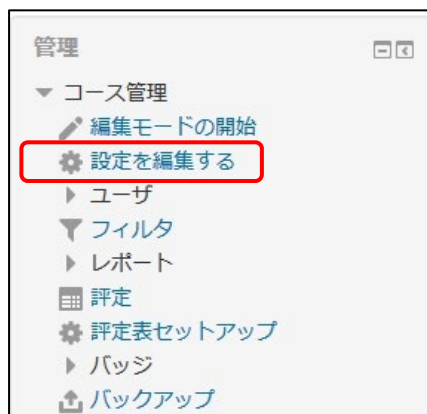 管理
コース管理
編集モードの開始
設定を編集する
ユーザ
フィルタ
レポート
評定
評定表セットアップ
バッジ
バックアップ